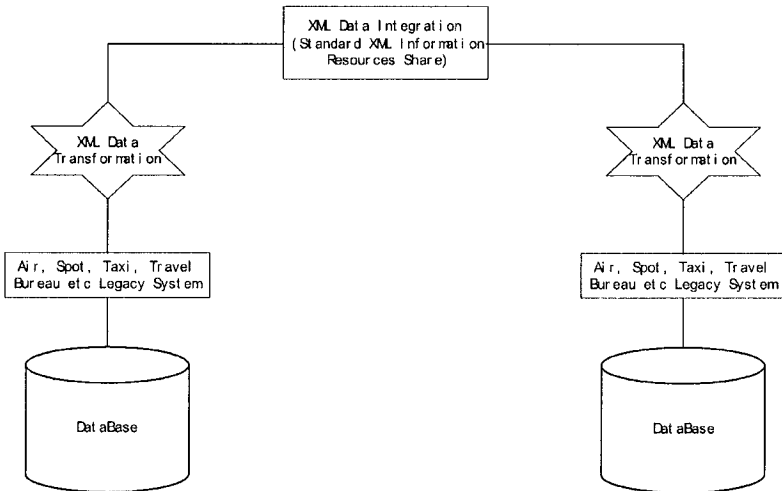 XML Data Integration
(Standard XML Information
Resources Share)
XML Data
Transformation
XML Data
Transformation
Air, Spot, Taxi, Travel
Bureau etc Legacy System
Air, Spot, Taxi, Travel
Bureau etc Legacy System
DataBase
DataBase